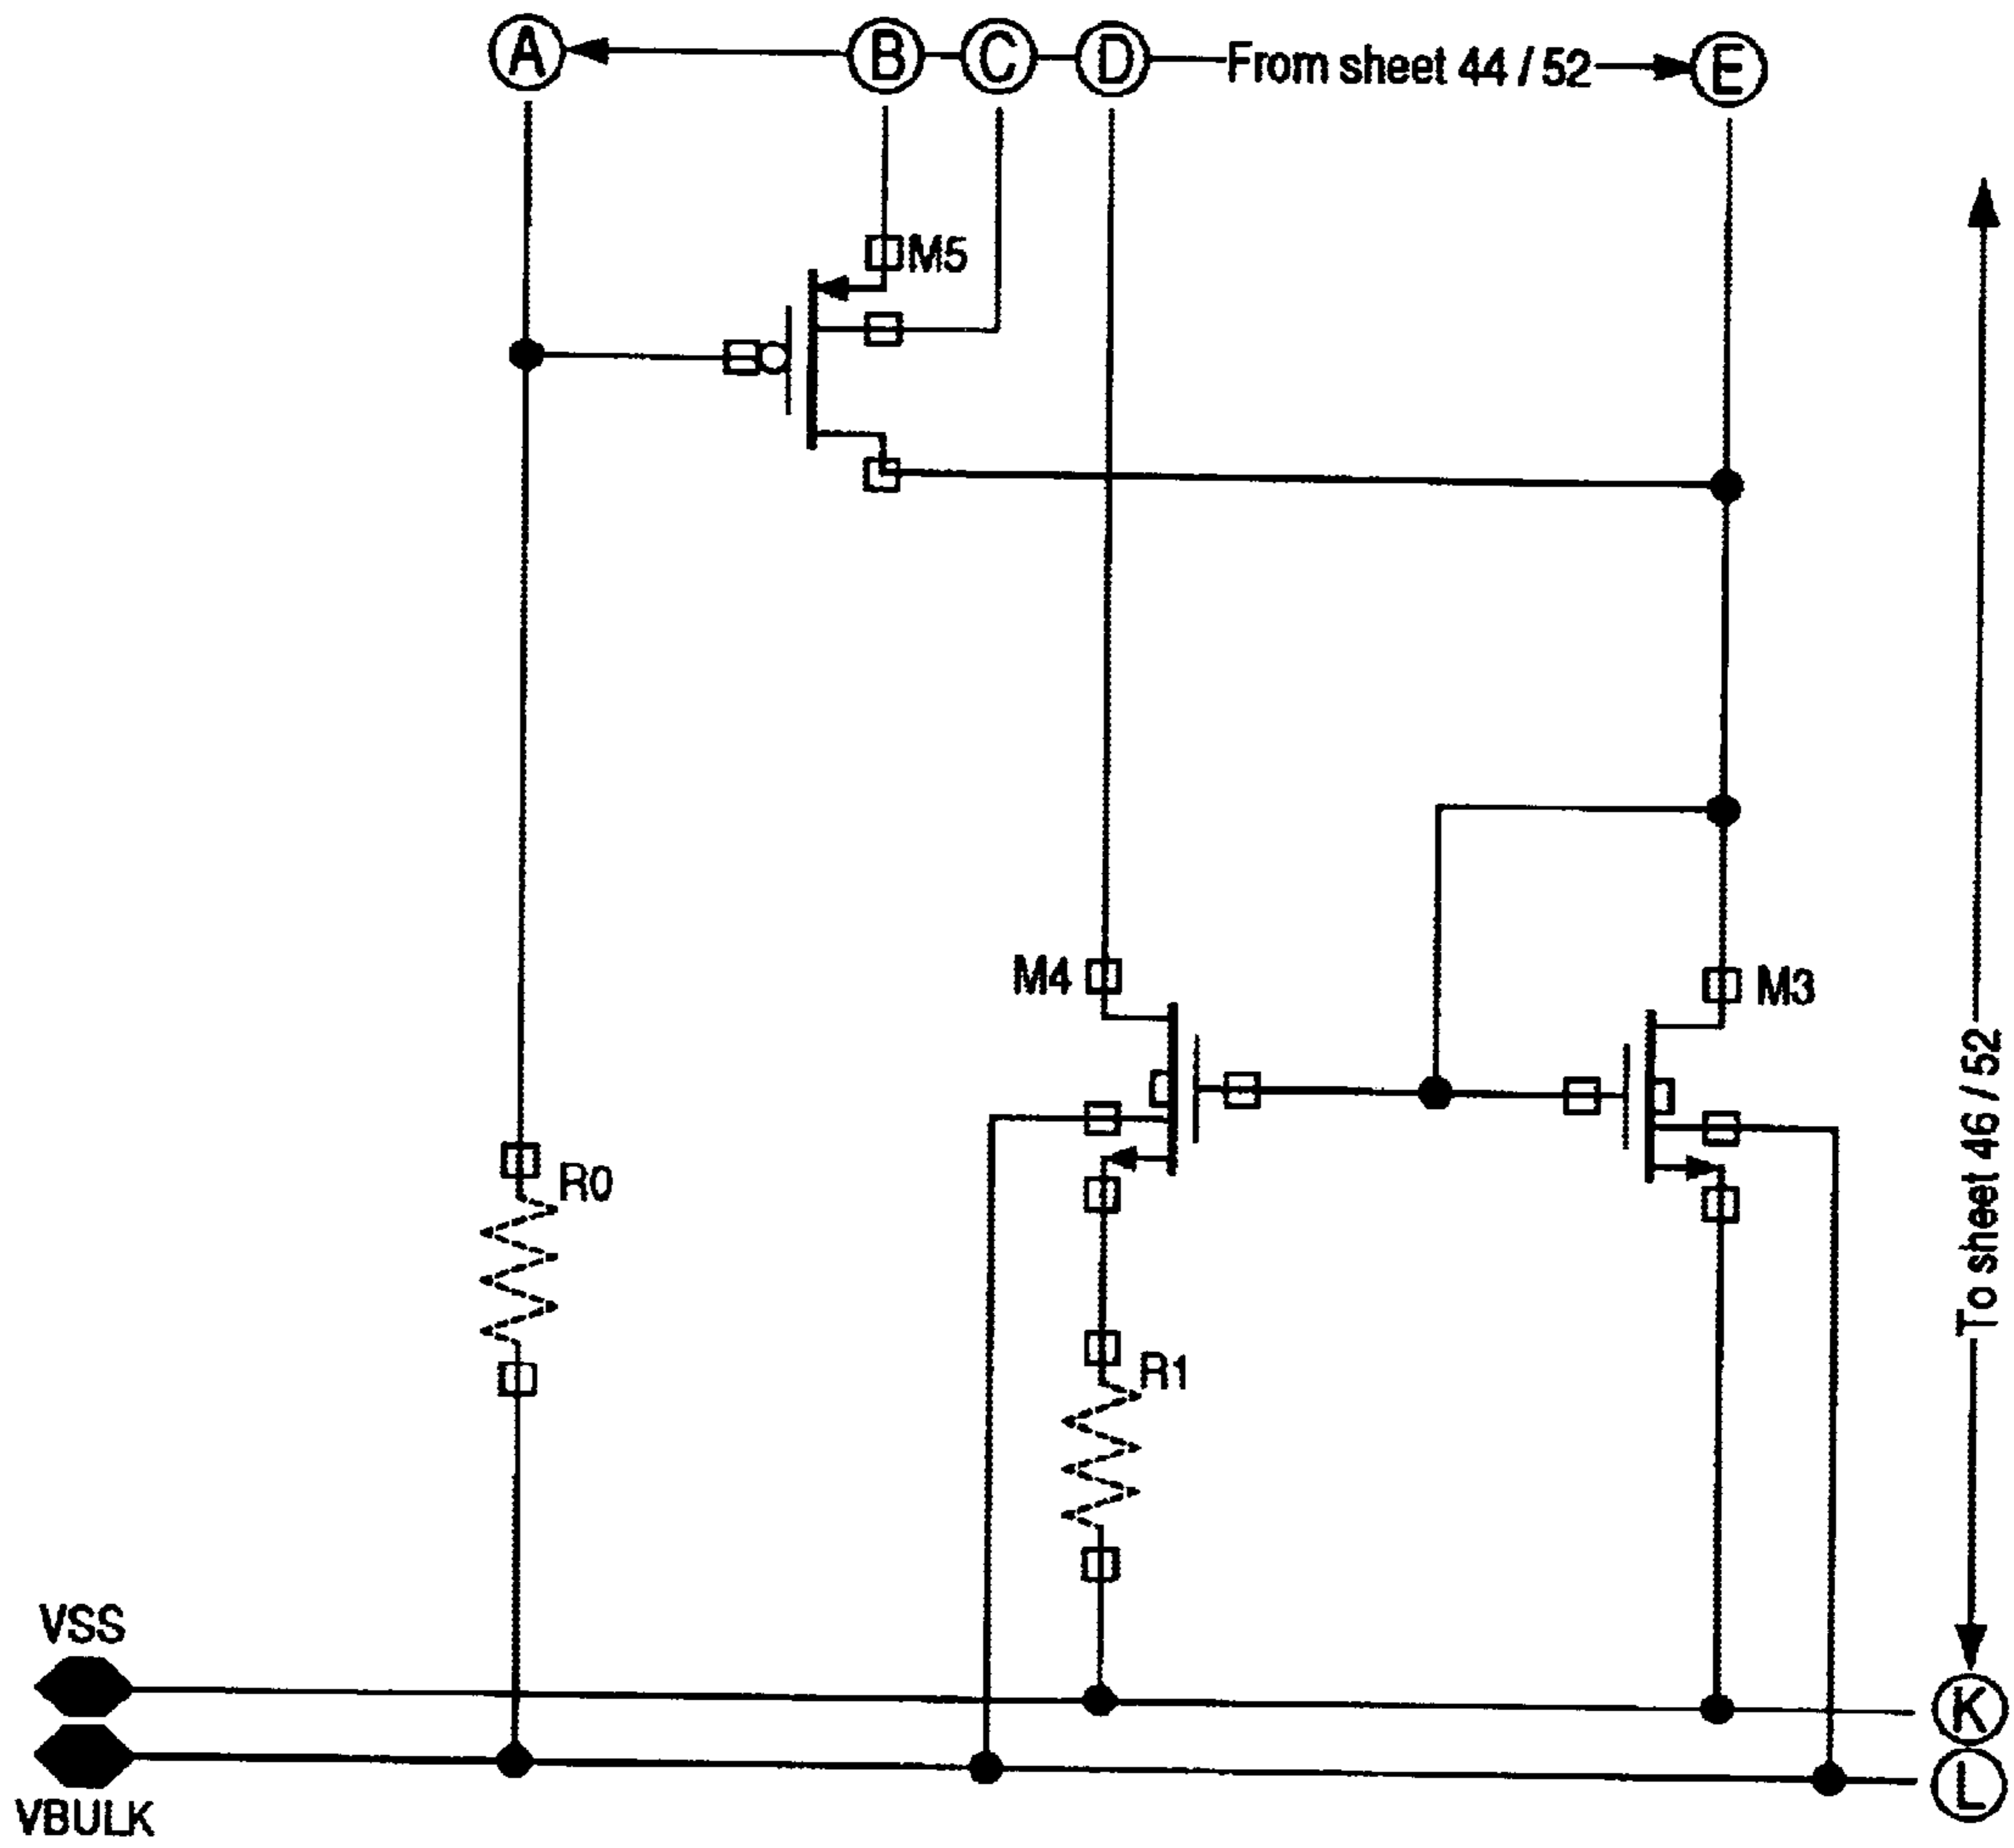 A
B
C
D
From sheet 44 / 52
E
M5
M4
M3
To sheet 46 / 52
R0
R1
VSS
K
VBULK
L